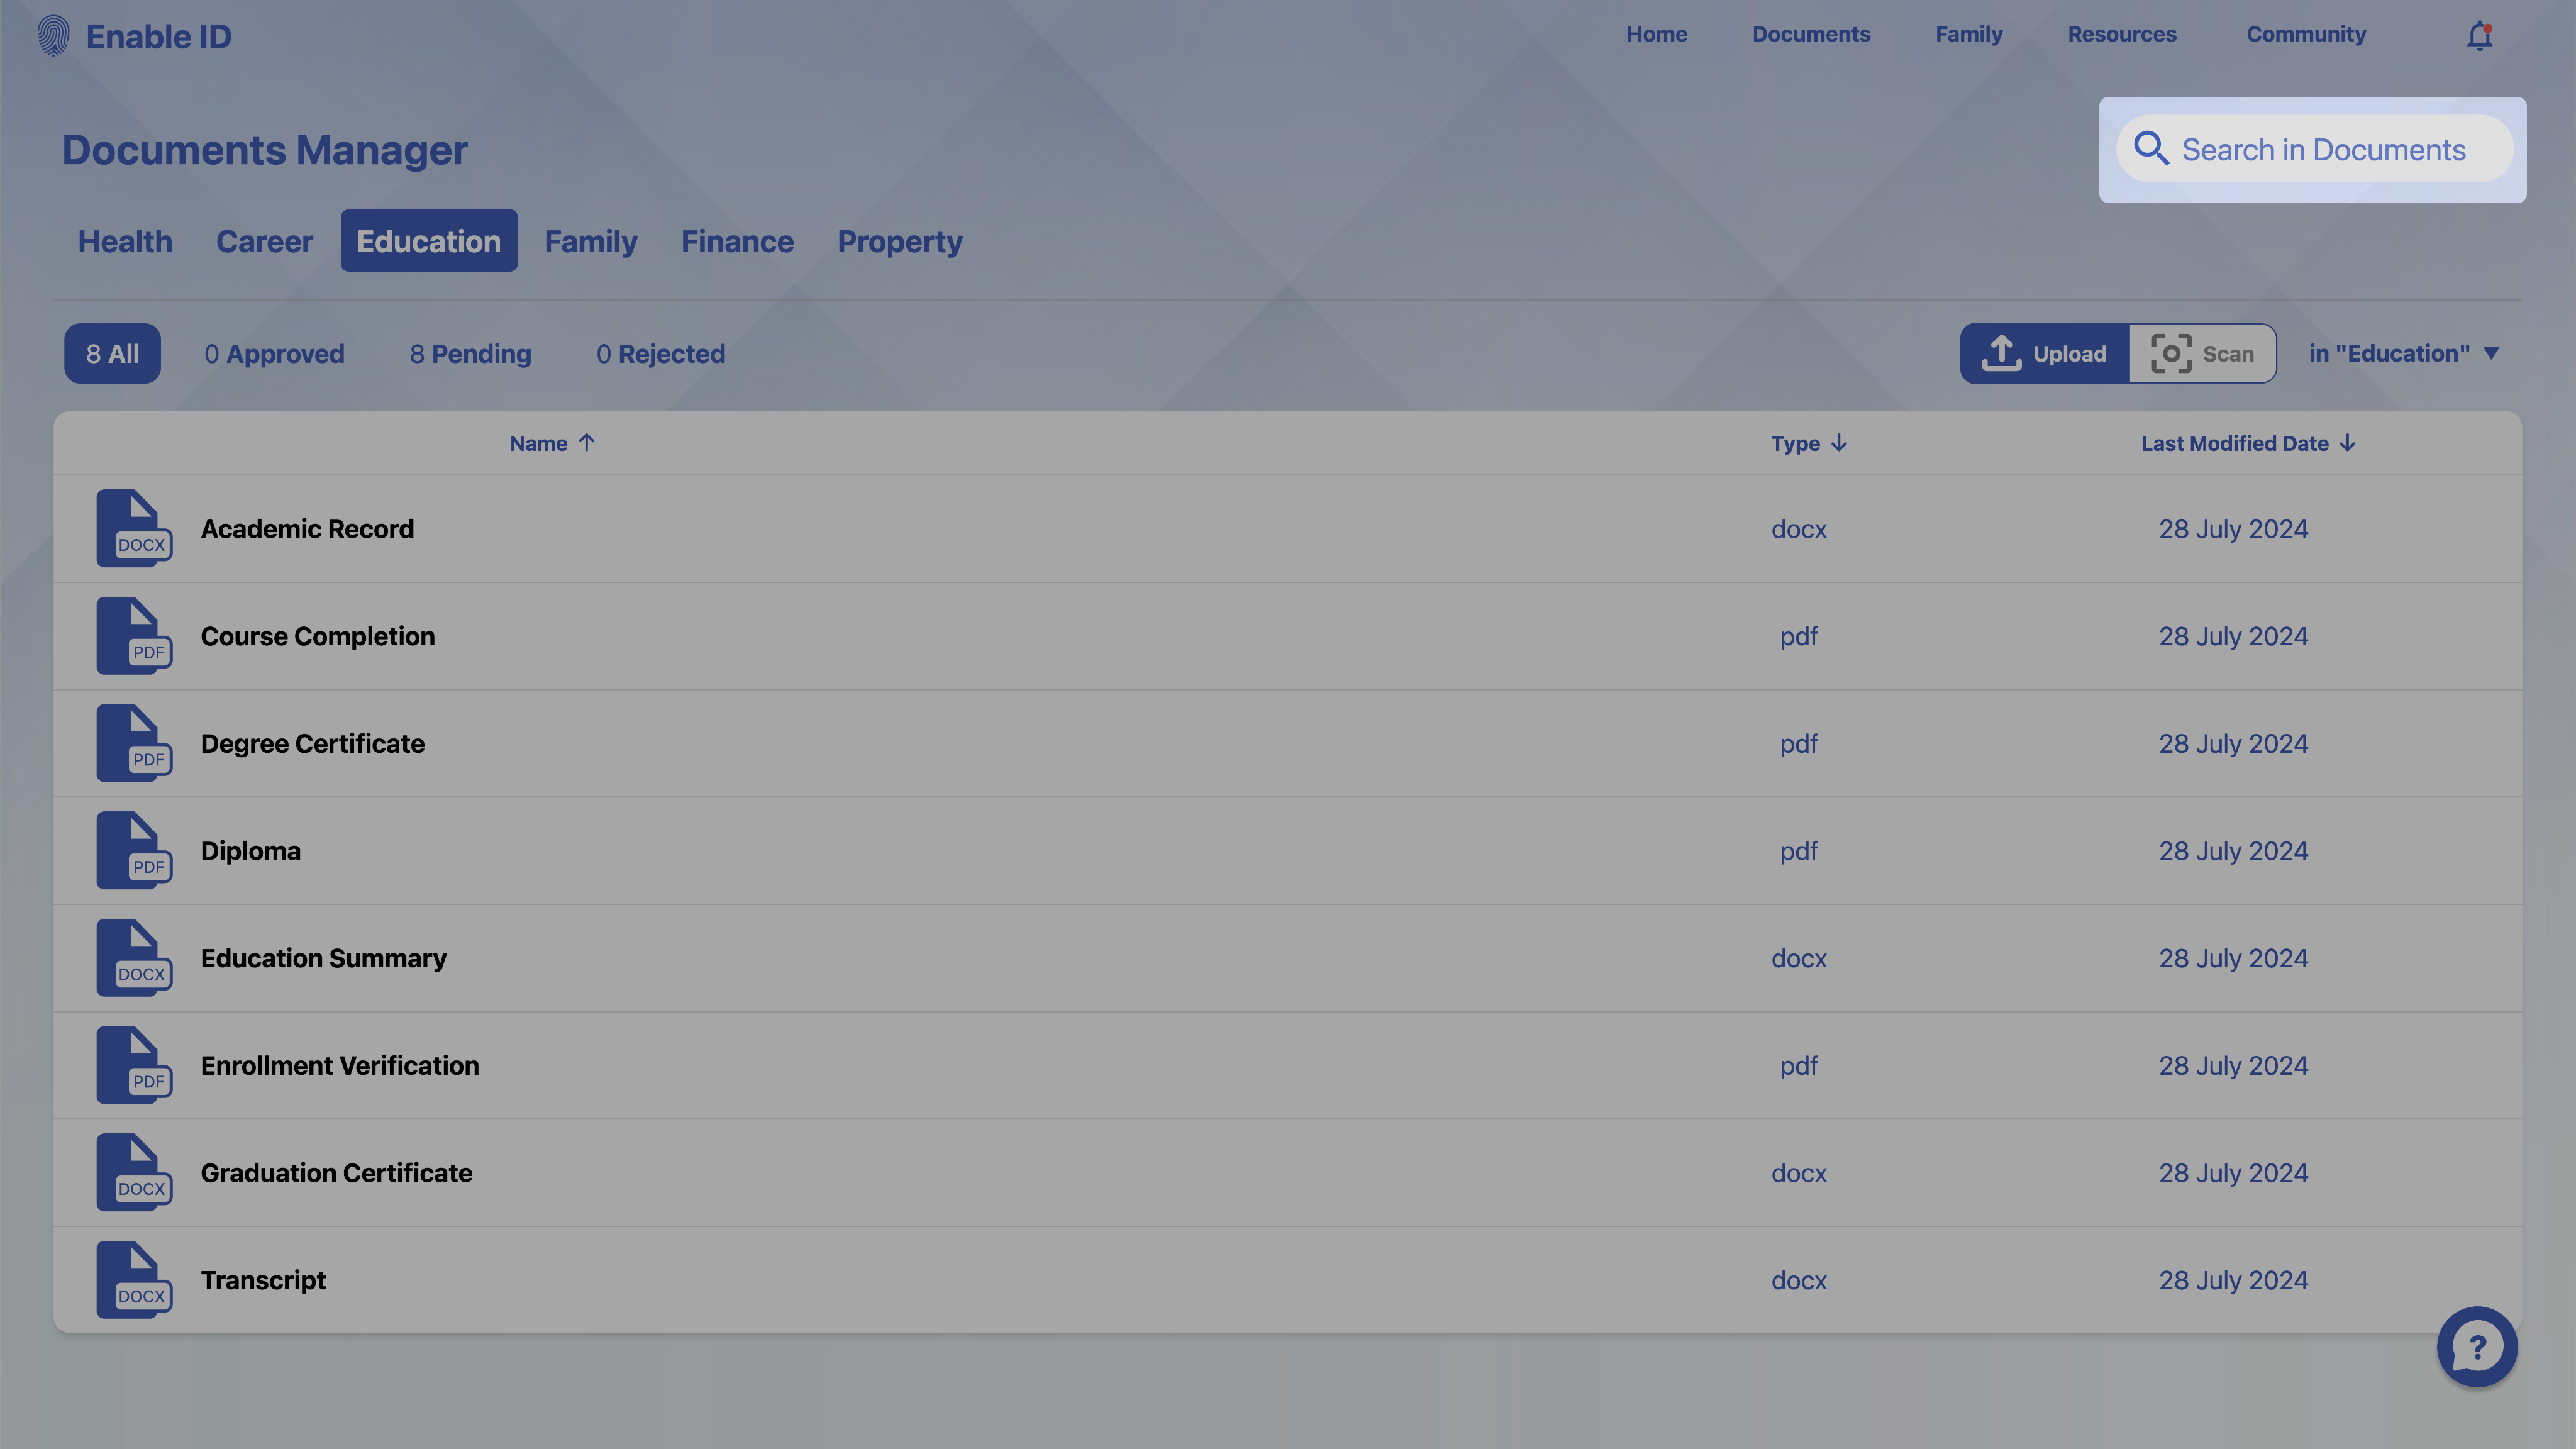 Enable ID
Home Documents Family Resources Community
Documents Manager
Search in Documents
Health Career Education Family Finance Property
8 All 0 Approved 8 Pending 0 Rejected
Upload Scan in "Education" ▼
Name ↑ Type ↓ Last Modified Date ↓
DOCX Academic Record docx 28 July 2024
PDF Course Completion pdf 28 July 2024
PDF Degree Certificate pdf 28 July 2024
PDF Diploma pdf 28 July 2024
DOCX Education Summary docx 28 July 2024
PDF Enrollment Verification pdf 28 July 2024
DOCX Graduation Certificate docx 28 July 2024
DOCX Transcript docx 28 July 2024
?